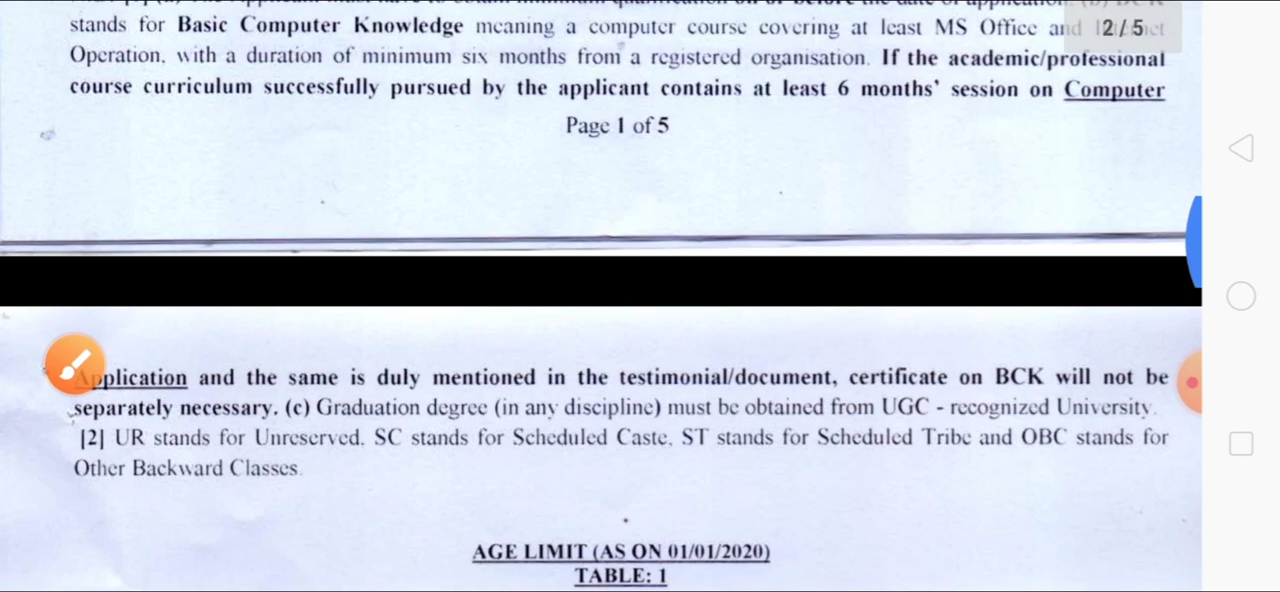 stands for Basic Computer Knowledge meaning a computer course covering at least MS Office and
2/5
Operation, with a duration of minimum six months from a registered organisation. If the academic/professional
course curriculum successfully pursued by the applicant contains at least 6 months' session on Computer
Page 1 of 5
Application and the same is duly mentioned in the testimonial/document, certificate on BCK will not be
separately necessary. (c) Graduation degree (in any discipline) must be obtained from UGC - recognized University.
[2] UR stands for Unreserved. SC stands for Scheduled Caste, ST stands for Scheduled Tribe and OBC stands for
Other Backward Classes.
AGE LIMIT (AS ON 01/01/2020)
TABLE: 1